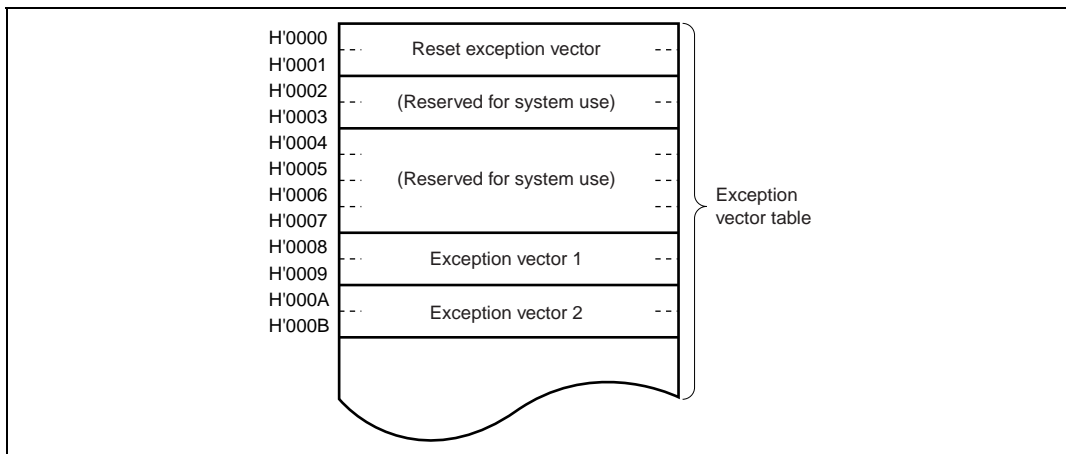 H'0000
Reset exception vector
H'0001
H'0002
(Reserved for system use)
H'0003
H'0004
H'0005
(Reserved for system use)
H'0006
H'0007
H'0008
Exception vector 1
H'0009
H'000A
Exception vector 2
H'000B
Exception
vector table